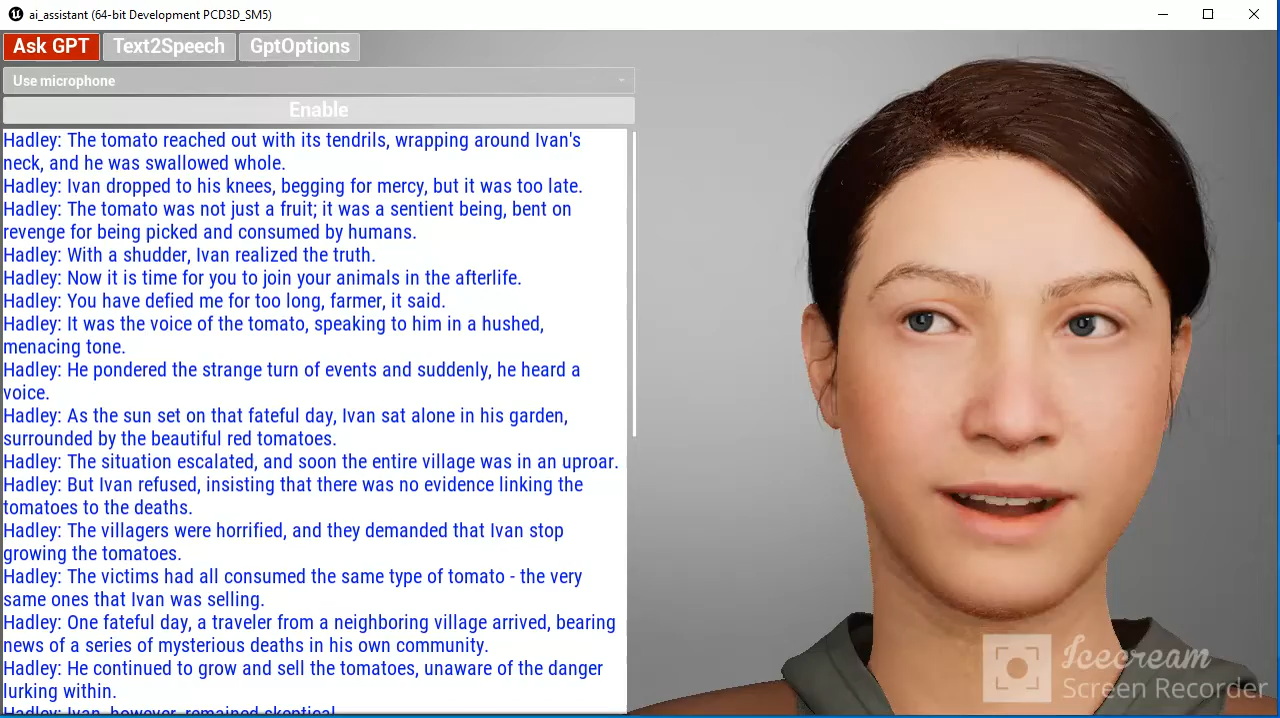 ai_assistant (64-bit Development PCD3D_SM5)
Ask GPT
Text2Speech
GptOptions
Use microphone
Enable
Hadley: The tomato reached out with its tendrils, wrapping around Ivan's
neck, and he was swallowed whole.
Hadley: Ivan dropped to his knees, begging for mercy, but it was too late.
Hadley: The tomato was not just a fruit; it was a sentient being, bent on
revenge for being picked and consumed by humans.
Hadley: With a shudder, Ivan realized the truth.
Hadley: Now it is time for you to join your animals in the afterlife.
Hadley: You have defied me for too long, farmer, it said.
Hadley: It was the voice of the tomato, speaking to him in a hushed,
menacing tone.
Hadley: He pondered the strange turn of events and suddenly, he heard a
voice.
Hadley: As the sun set on that fateful day, Ivan sat alone in his garden,
surrounded by the beautiful red tomatoes.
Hadley: The situation escalated, and soon the entire village was in an uproar.
Hadley: But Ivan refused, insisting that there was no evidence linking the
tomatoes to the deaths.
Hadley: The villagers were horrified, and they demanded that Ivan stop
growing the tomatoes.
Hadley: The victims had all consumed the same type of tomato - the very
same ones that Ivan was selling.
Hadley: One fateful day, a traveler from a neighboring village arrived, bearing
news of a series of mysterious deaths in his own community.
Hadley: He continued to grow and sell the tomatoes, unaware of the danger
lurking within.
Hadley: Ivan, however, remained skeptical.
Icecream
Screen Recorder